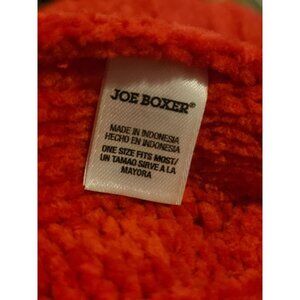 JOE BOXER®
MADE IN INDONESIA
HECHO EN INDONESIA
ONE SIZE FITS MOST/
UN TAMAO SIRVE A LA
MAYORA